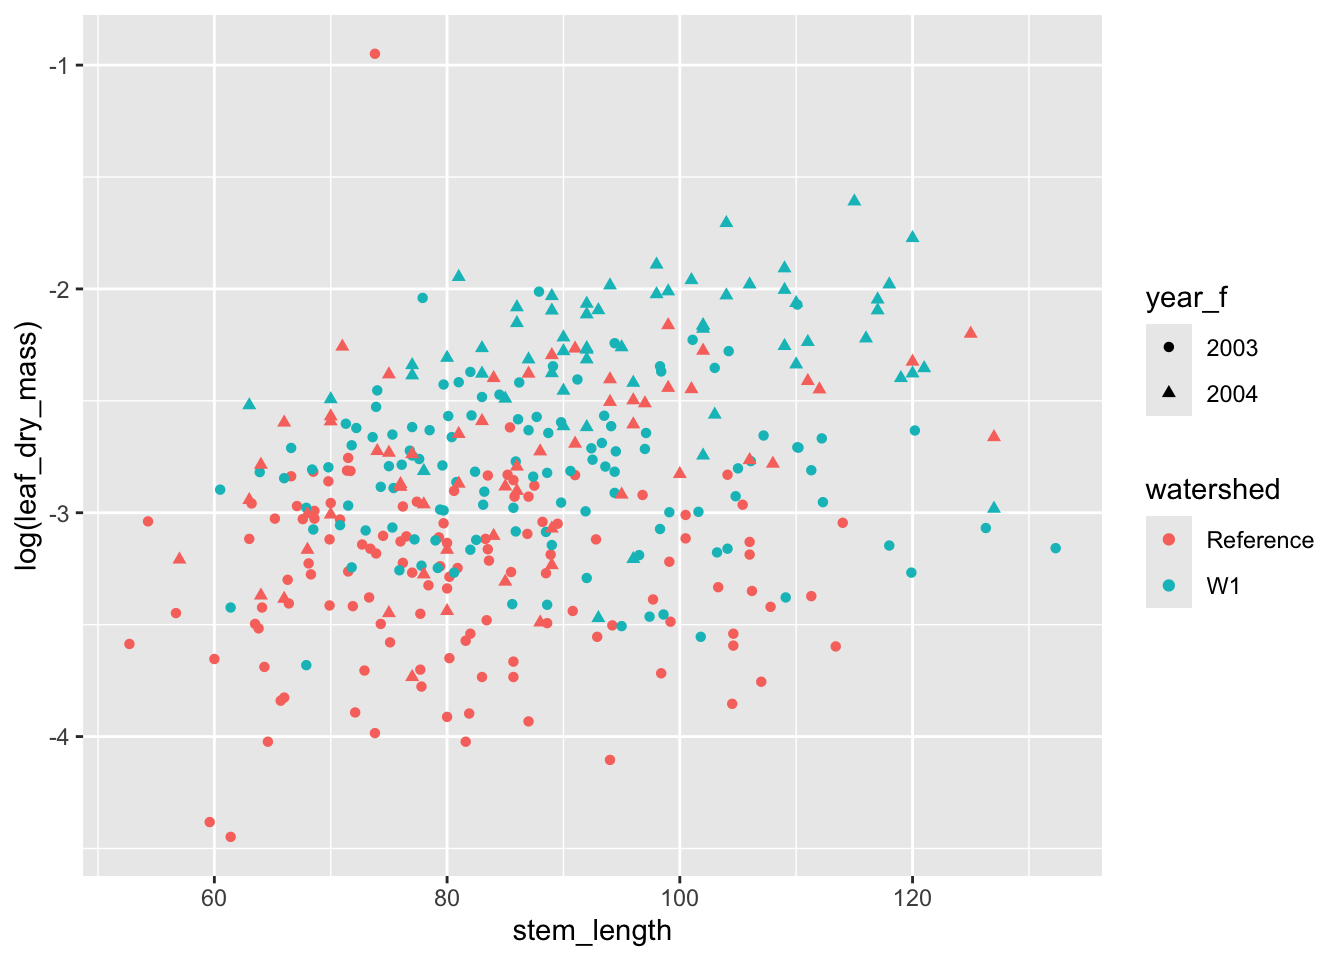 -1
-2
-3
-4
log(leaf_dry_mass)
60
80
100
120
stem_length
year_f
2003
2004
watershed
Reference
W1